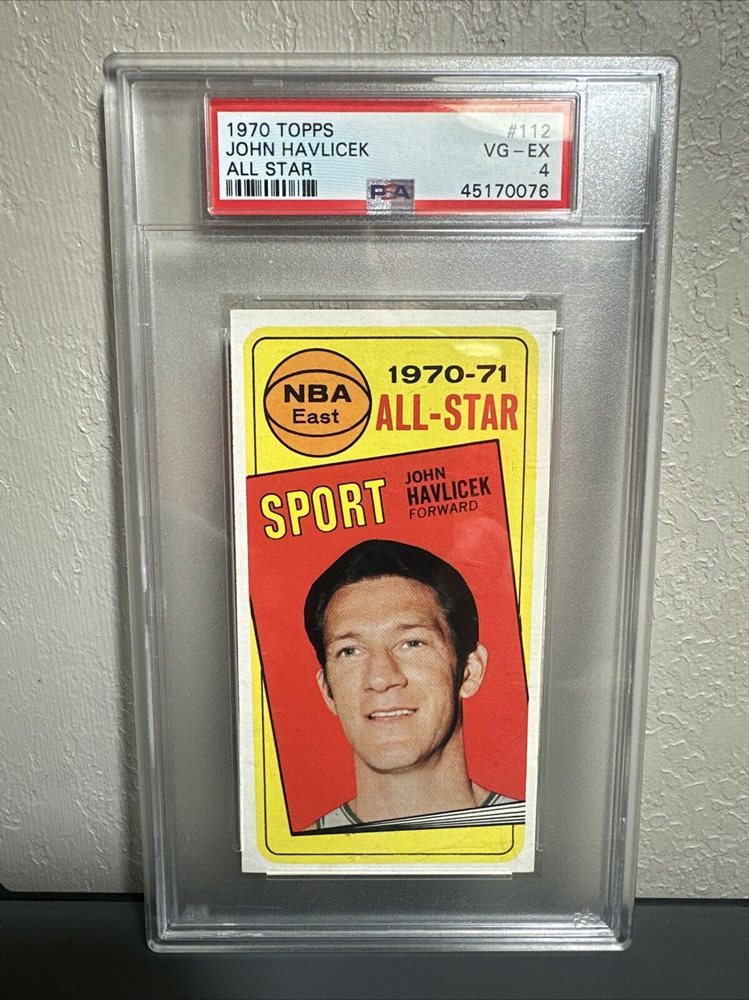 1970 TOPPS #112
JOHN HAVLICEK VG-EX
ALL STAR 4
PSA 45170076
NBA
East
1970-71
ALL-STAR
SPORT
JOHN
HAVLICEK
FORWARD